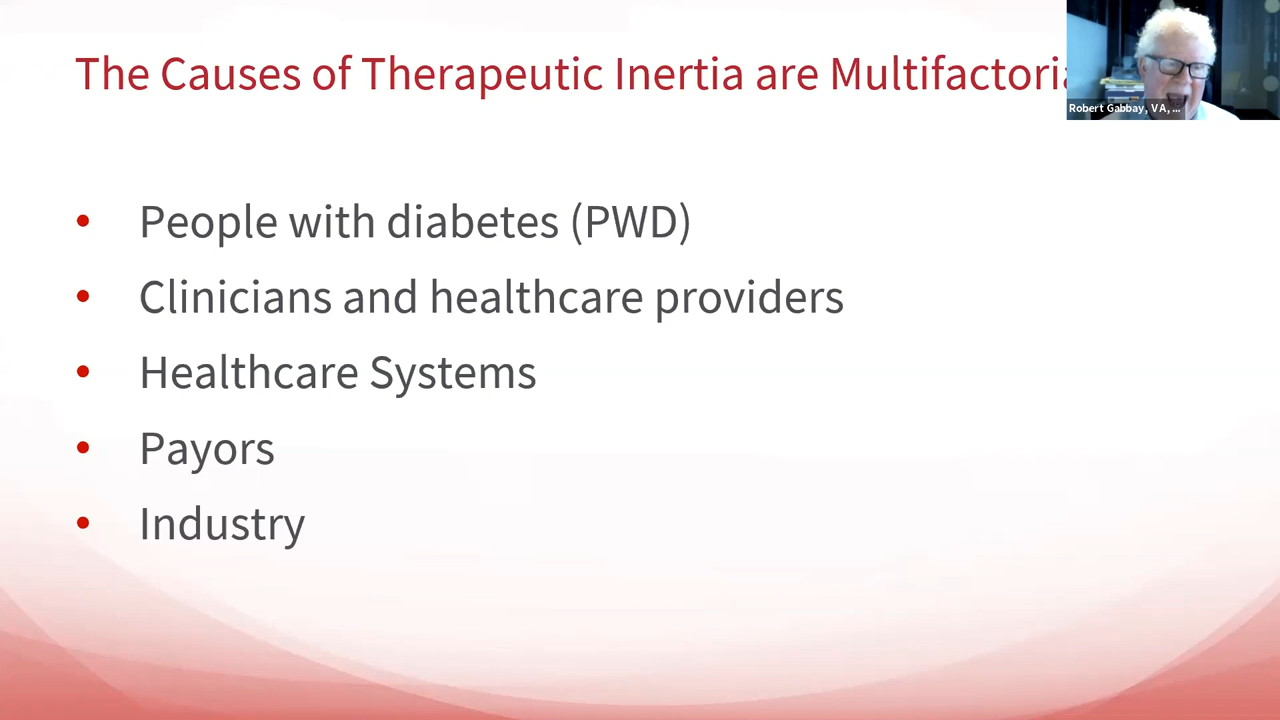 The Causes of Therapeutic Inertia are Multifactoria
Robert Gabbay, VA, ...
• People with diabetes (PWD)
• Clinicians and healthcare providers
• Healthcare Systems
• Payors
• Industry